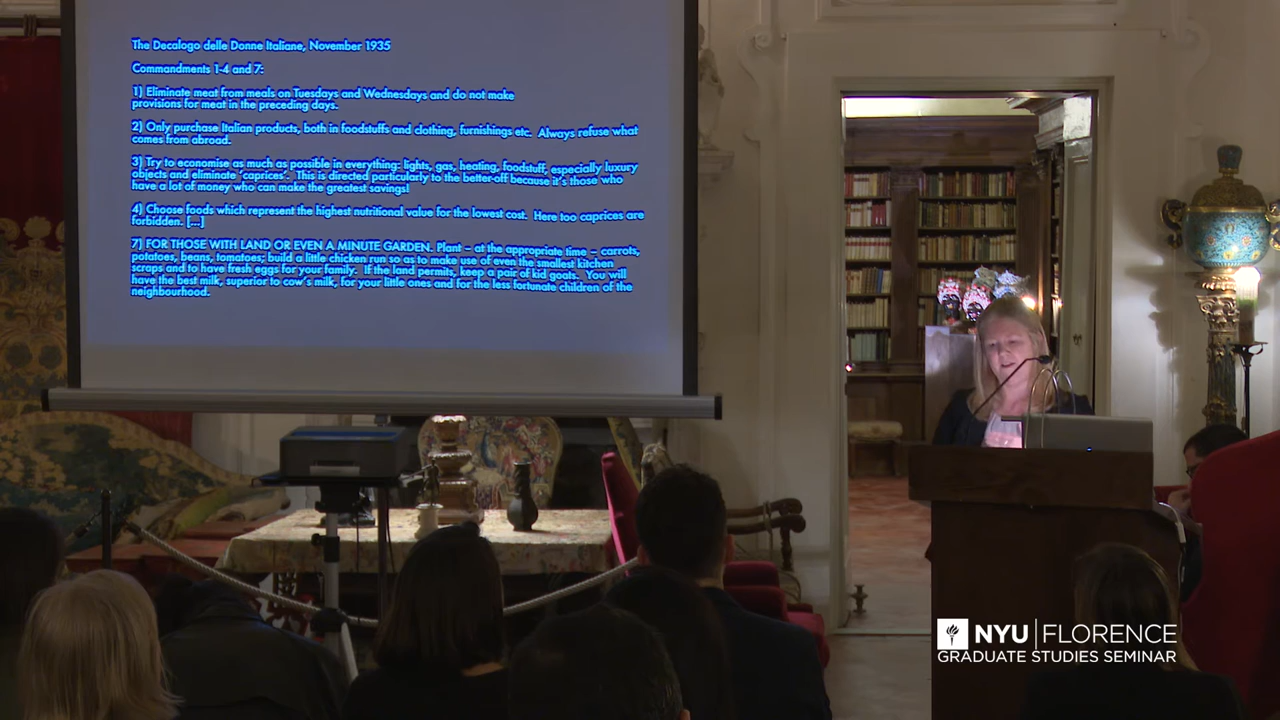 The Decalogo delle Donne Italiane, November 1935
Commandments 1-4 and 7:
1) Eliminate meat from meals on Tuesdays and Wednesdays and do not make
provisions for meat in the preceding days.
2) Only purchase Italian products, both in foodstuffs and clothing, furnishings etc. Always refuse what
comes from abroad.
3) Try to economise as much as possible in everything: lights, gas, heating, foodstuff, especially luxury
objects and eliminate ‘caprices’. This is directed particularly to the better-off because it’s those who
have a lot of money who can make the greatest savings!
4) Choose foods which represent the highest nutritional value for the lowest cost. Here too caprices are
forbidden. [...]
7) FOR THOSE WITH LAND OR EVEN A MINUTE GARDEN. Plant – at the appropriate time – carrots,
potatoes, beans, tomatoes; build a little chicken run so as to make use of even the smallest kitchen
scraps and to have fresh eggs for your family. If the land permits, keep a pair of kid goats. You will
have the best milk, superior to cow’s milk, for your little ones and for the less fortunate children of the
neighbourhood.
NYU FLORENCE
GRADUATE STUDIES SEMINAR